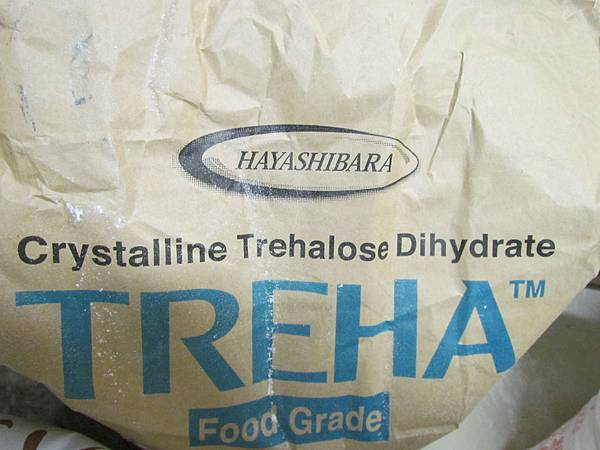 HAYASHIBARA
Crystalline Trehalose Dihydrate
TREHA™
Food Grade